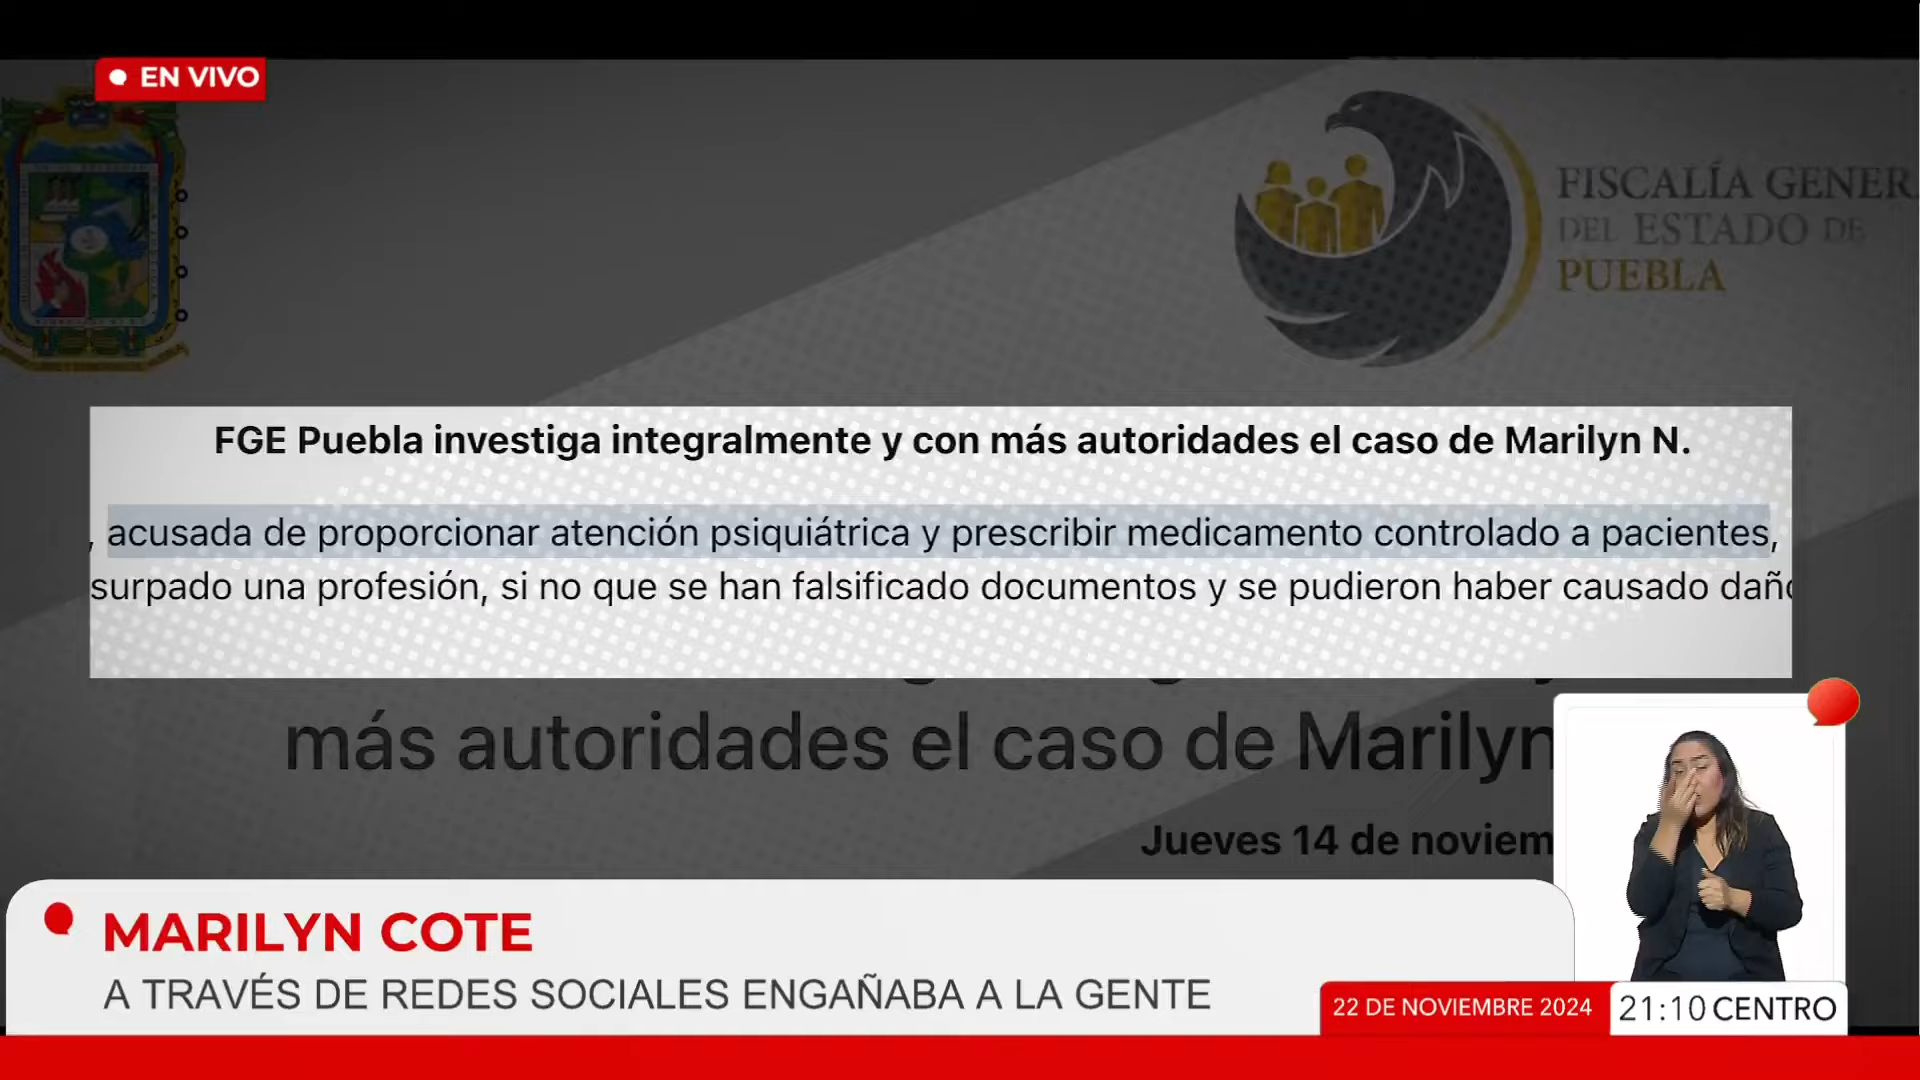 EN VIVO
FISCALÍA GENER
DEL ESTADO DE
PUEBLA
FGE Puebla investiga integralmente y con más autoridades el caso de Marilyn N.
, acusada de proporcionar atención psiquiátrica y prescribir medicamento controlado a pacientes,
surpado una profesión, si no que se han falsificado documentos y se pudieron haber causado daño
más autoridades el caso de Marilyn
Jueves 14 de noviem
MARILYN COTE
A TRAVÉS DE REDES SOCIALES ENGAÑABA A LA GENTE
22 DE NOVIEMBRE 2024
21:10 CENTRO